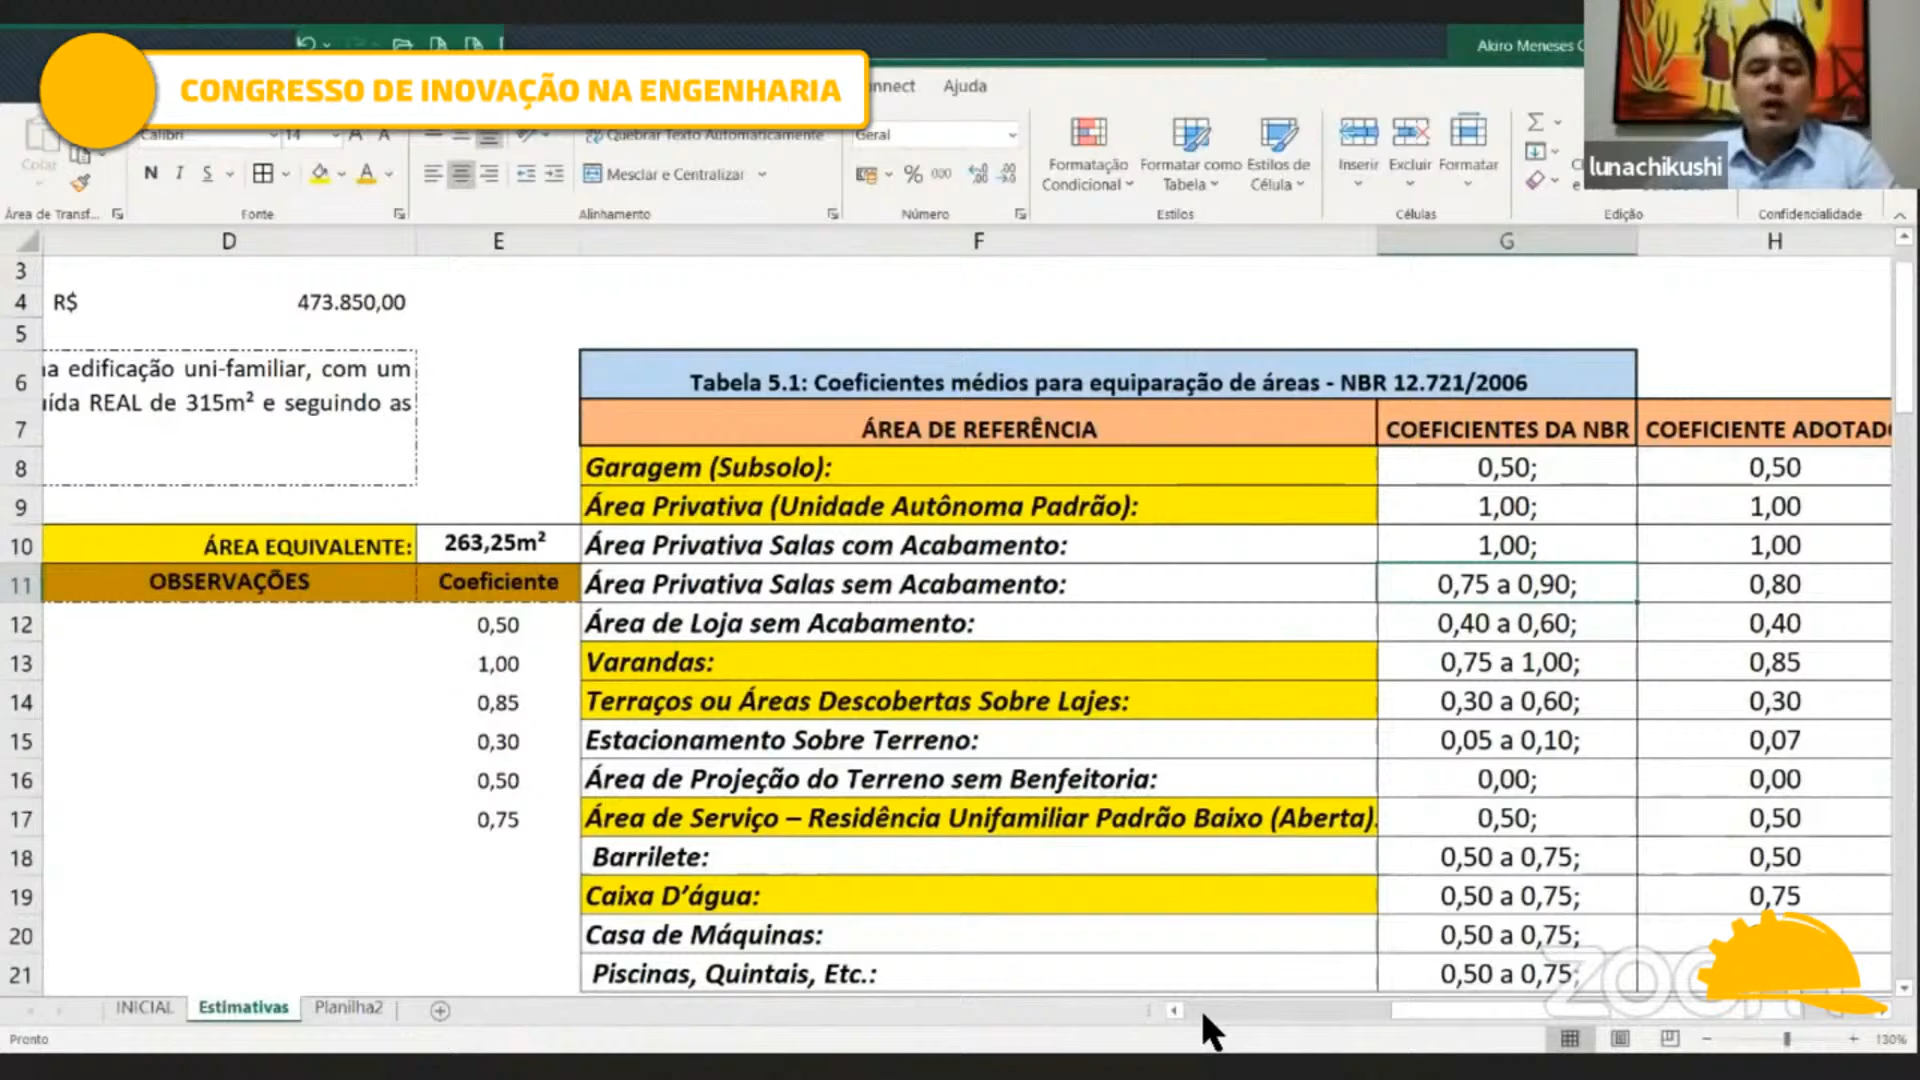 CONGRESSO DE INOVAÇÃO NA ENGENHARIA
Ajuda
Akiro Meneses
lunachikushi
Calibri
14
Quebrar Texto Automaticamente
Geral
Colar
N I S
A
Mesclar e Centralizar
% 000
Formatação Condicional
Formatar como Tabela
Estilos de Célula
Inserir
Excluir
Formatar
Área de Transf...
Fonte
Alinhamento
Número
Estilos
Células
Edição
Confidencialidade
D E F G H
3
4 R$ 473.850,00
5
edificação uni-familiar, com um
REAL de 315m² e seguindo as
6 Tabela 5.1: Coeficientes médios para equiparação de áreas - NBR 12.721/2006
7 ÁREA DE REFERÊNCIA COEFICIENTES DA NBR COEFICIENTE ADOTADO
8 Garagem (Subsolo): 0,50; 0,50
9 Área Privativa (Unidade Autônoma Padrão): 1,00; 1,00
10 ÁREA EQUIVALENTE: 263,25m² Área Privativa Salas com Acabamento: 1,00; 1,00
11 OBSERVAÇÕES Coeficiente Área Privativa Salas sem Acabamento: 0,75 a 0,90; 0,80
12 0,50 Área de Loja sem Acabamento: 0,40 a 0,60; 0,40
13 1,00 Varandas: 0,75 a 1,00; 0,85
14 0,85 Terraços ou Áreas Descobertas Sobre Lajes: 0,30 a 0,60; 0,30
15 0,30 Estacionamento Sobre Terreno: 0,05 a 0,10; 0,07
16 0,50 Área de Projeção do Terreno sem Benfeitoria: 0,00; 0,00
17 0,75 Área de Serviço – Residência Unifamiliar Padrão Baixo (Aberta): 0,50; 0,50
18 Barrilete: 0,50 a 0,75; 0,50
19 Caixa D’água: 0,50 a 0,75; 0,75
20 Casa de Máquinas: 0,50 a 0,75;
21 Piscinas, Quintais, Etc.: 0,50 a 0,75;
INICIAL Estimativas Planilha2
zoom
Pronto
130%